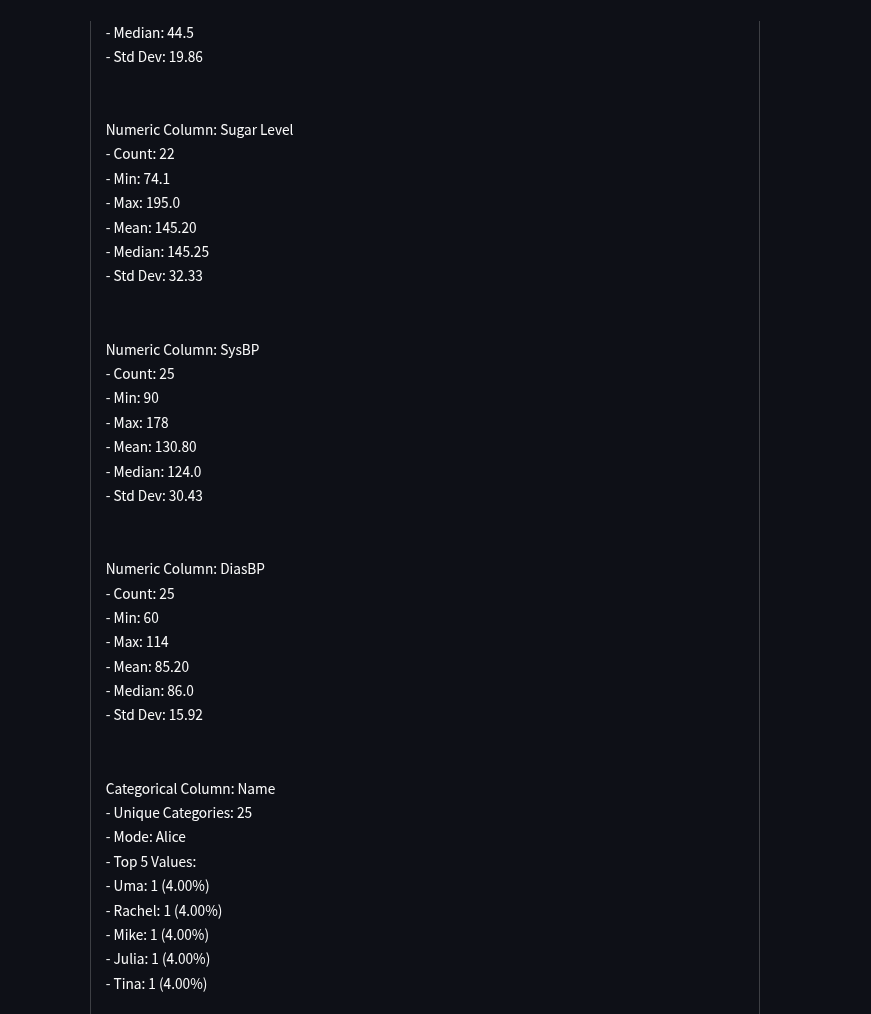 - Median: 44.5
- Std Dev: 19.86
Numeric Column: Sugar Level
- Count: 22
- Min: 74.1
- Max: 195.0
- Mean: 145.20
- Median: 145.25
- Std Dev: 32.33
Numeric Column: SysBP
- Count: 25
- Min: 90
- Max: 178
- Mean: 130.80
- Median: 124.0
- Std Dev: 30.43
Numeric Column: DiasBP
- Count: 25
- Min: 60
- Max: 114
- Mean: 85.20
- Median: 86.0
- Std Dev: 15.92
Categorical Column: Name
- Unique Categories: 25
- Mode: Alice
- Top 5 Values:
- Uma: 1 (4.00%)
- Rachel: 1 (4.00%)
- Mike: 1 (4.00%)
- Julia: 1 (4.00%)
- Tina: 1 (4.00%)